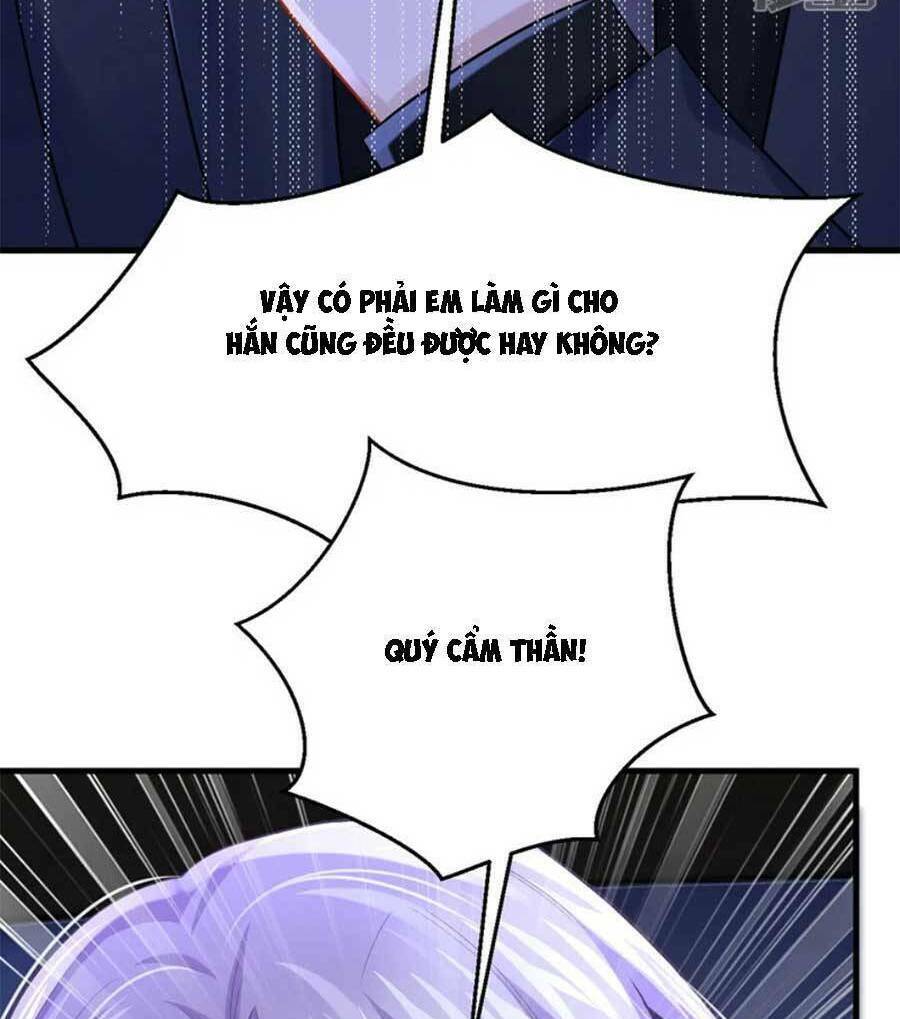 VẬY CÓ PHẢI EM LÀM GÌ CHO
HẮN CŨNG ĐỀU ĐƯỢC HAY KHÔNG?
QUÝ CẨM THẦN!